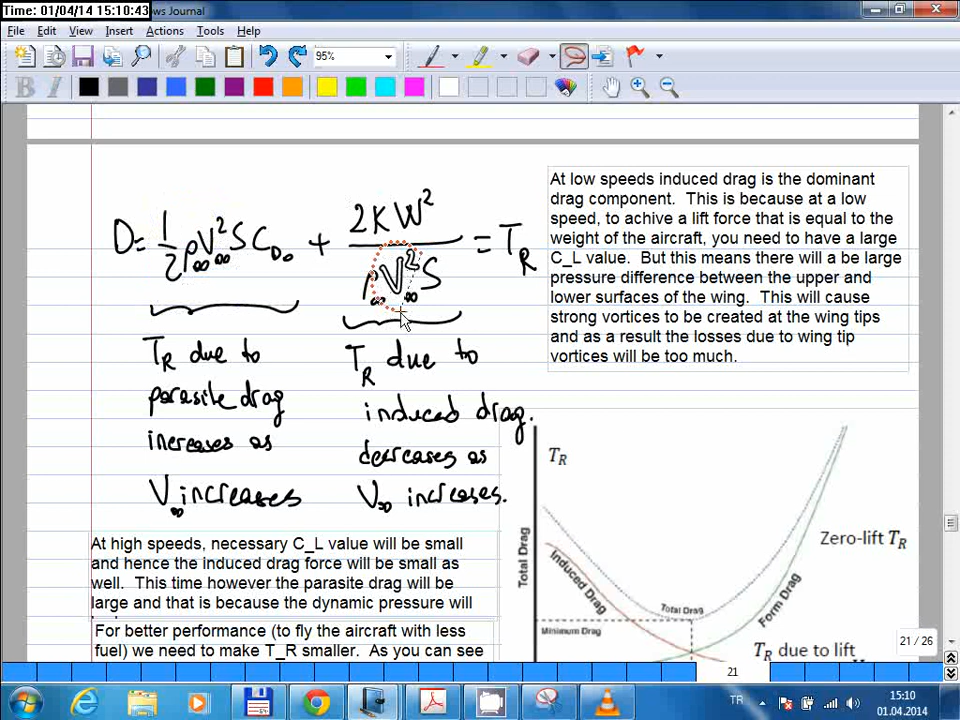 Time: 01/04/14 15:10:43
ows Journal
File Edit View Insert Actions Tools Help
95%
B I
D = 1/2 ρ∞ V∞² S C_D₀ + 2KW² / ρ∞ V∞² S = T_R
T_R due to
parasite drag
increases as
V∞ increases
T_R due to
induced drag.
decreases as
V∞ increases.
At low speeds induced drag is the dominant
drag component. This is because at a low
speed, to achive a lift force that is equal to the
weight of the aircraft, you need to have a large
C_L value. But this means there will a be large
pressure difference between the upper and
lower surfaces of the wing. This will cause
strong vortices to be created at the wing tips
and as a result the losses due to wing tip
vortices will be too much.
T_R
Total Drag
Induced Drag
Total Drag
Form Drag
Minimum Drag
Zero-lift T_R
T_R due to lift
At high speeds, necessary C_L value will be small
and hence the induced drag force will be small as
well. This time however the parasite drag will be
large and that is because the dynamic pressure will
For better performance (to fly the aircraft with less
fuel) we need to make T_R smaller. As you can see
21 / 26
21
TR
15:10
01.04.2014